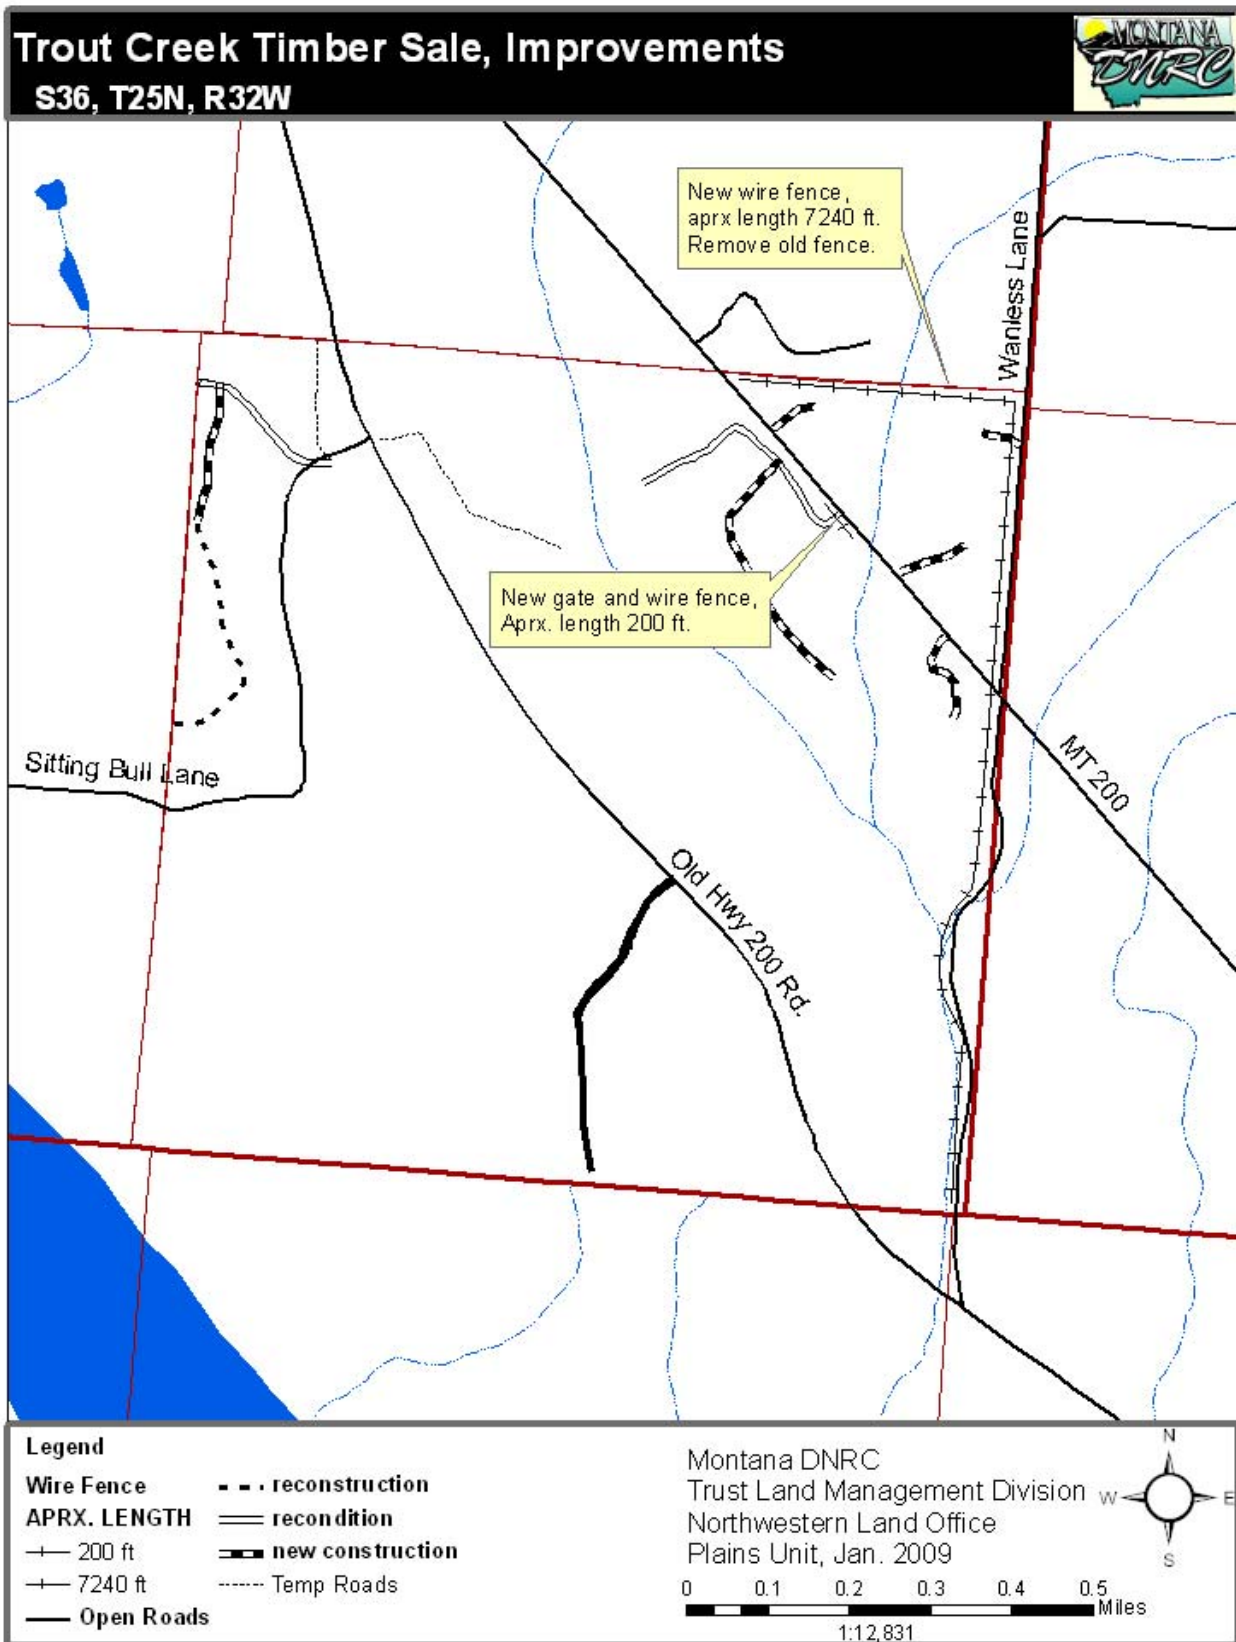 Trout Creek Timber Sale, Improvements
S36, T25N, R32W
MONTANA
DNRC
New wire fence,
aprx length 7240 ft.
Remove old fence.
Wanless Lane
New gate and wire fence,
Aprx. length 200 ft.
Sitting Bull Lane
MT 200
Old Hwy 200 Rd.
Legend
Wire Fence
APRX. LENGTH
200 ft
7240 ft
Open Roads
reconstruction
recondition
new construction
Temp Roads
Montana DNRC
Trust Land Management Division
Northwestern Land Office
Plains Unit, Jan. 2009
N
W E
S
0 0.1 0.2 0.3 0.4 0.5
Miles
1:12,831